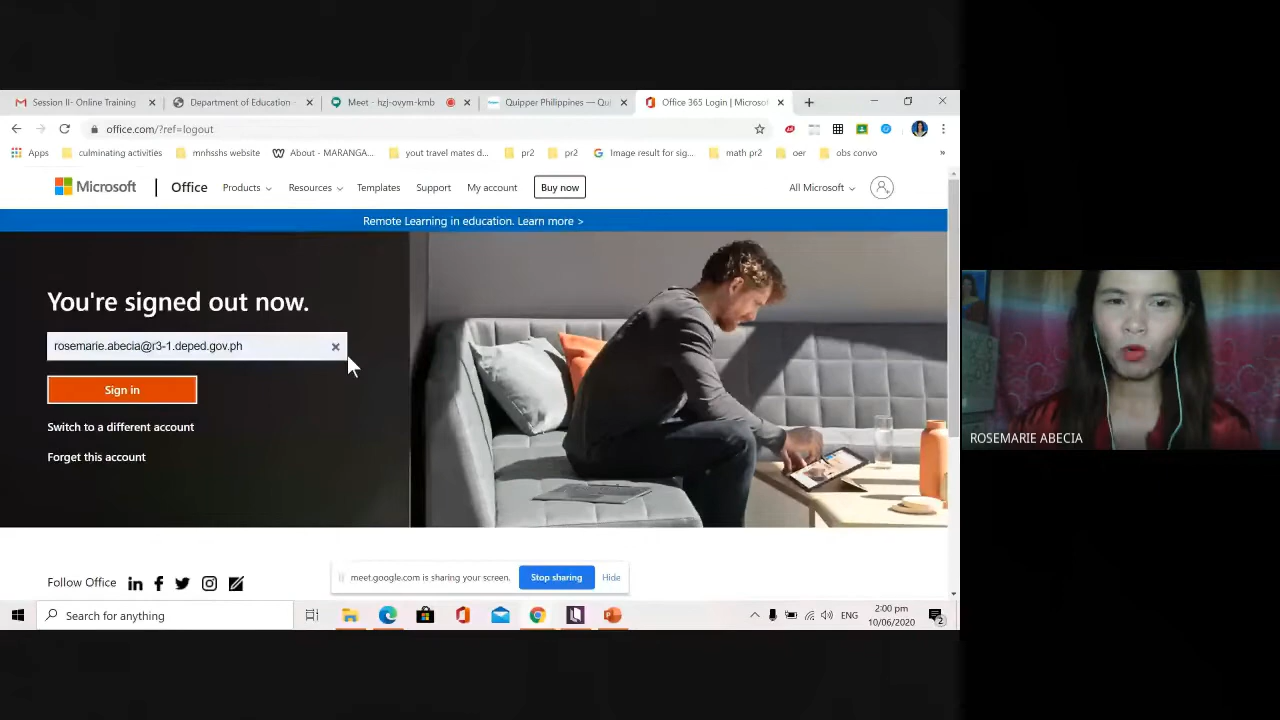 Session II- Online Training
Department of Education -
Meet - hzj-ovym-kmb
Quipper Philippines — Qui
Office 365 Login | Microsof
office.com/?ref=logout
Apps
culminating activities
mnhsshs website
About - MARANGA...
yout travel mates d...
pr2
pr2
Image result for sig...
math pr2
oer
obs convo
»
Microsoft
Office
Products
Resources
Templates
Support
My account
Buy now
All Microsoft
Remote Learning in education. Learn more >
You're signed out now.
rosemarie.abecia@r3-1.deped.gov.ph
Sign in
Switch to a different account
Forget this account
ROSEMARIE ABECIA
Follow Office
meet.google.com is sharing your screen.
Stop sharing
Hide
Search for anything
ENG
2:00 pm
10/06/2020
2